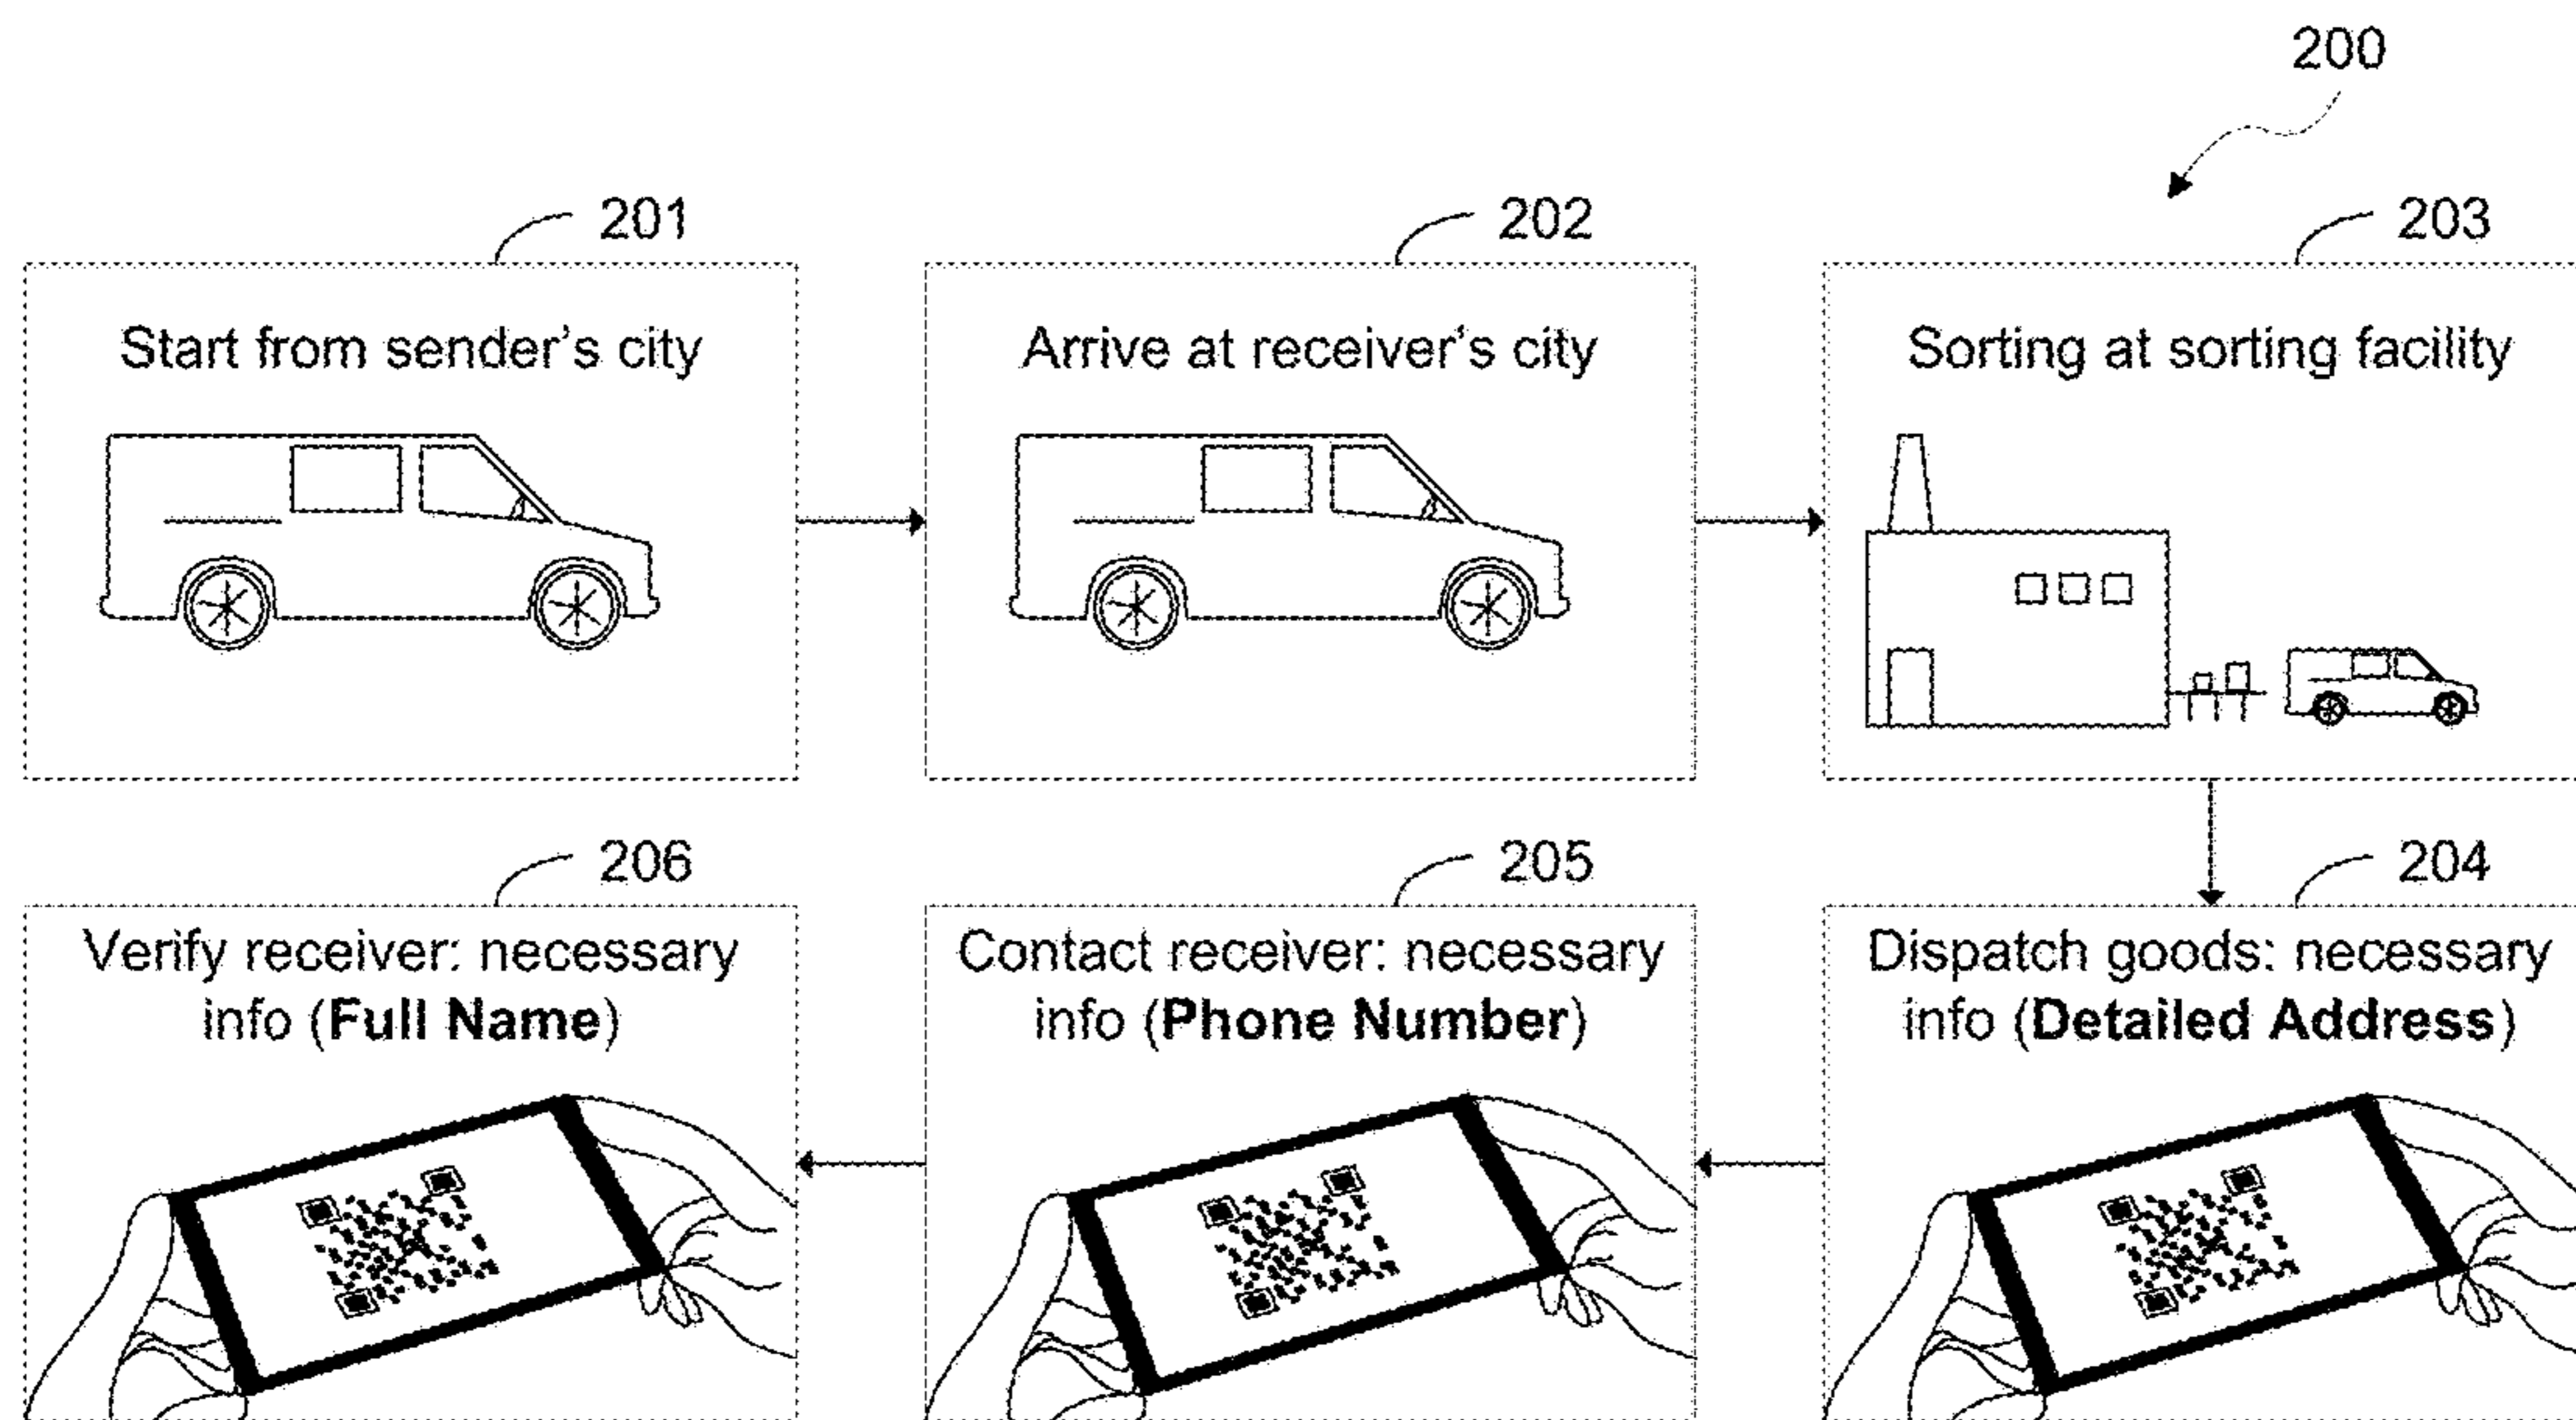 200
201
202
203
Start from sender's city
Arrive at receiver's city
Sorting at sorting facility
206
205
204
Verify receiver: necessary
info (Full Name)
Contact receiver: necessary
info (Phone Number)
Dispatch goods: necessary
info (Detailed Address)